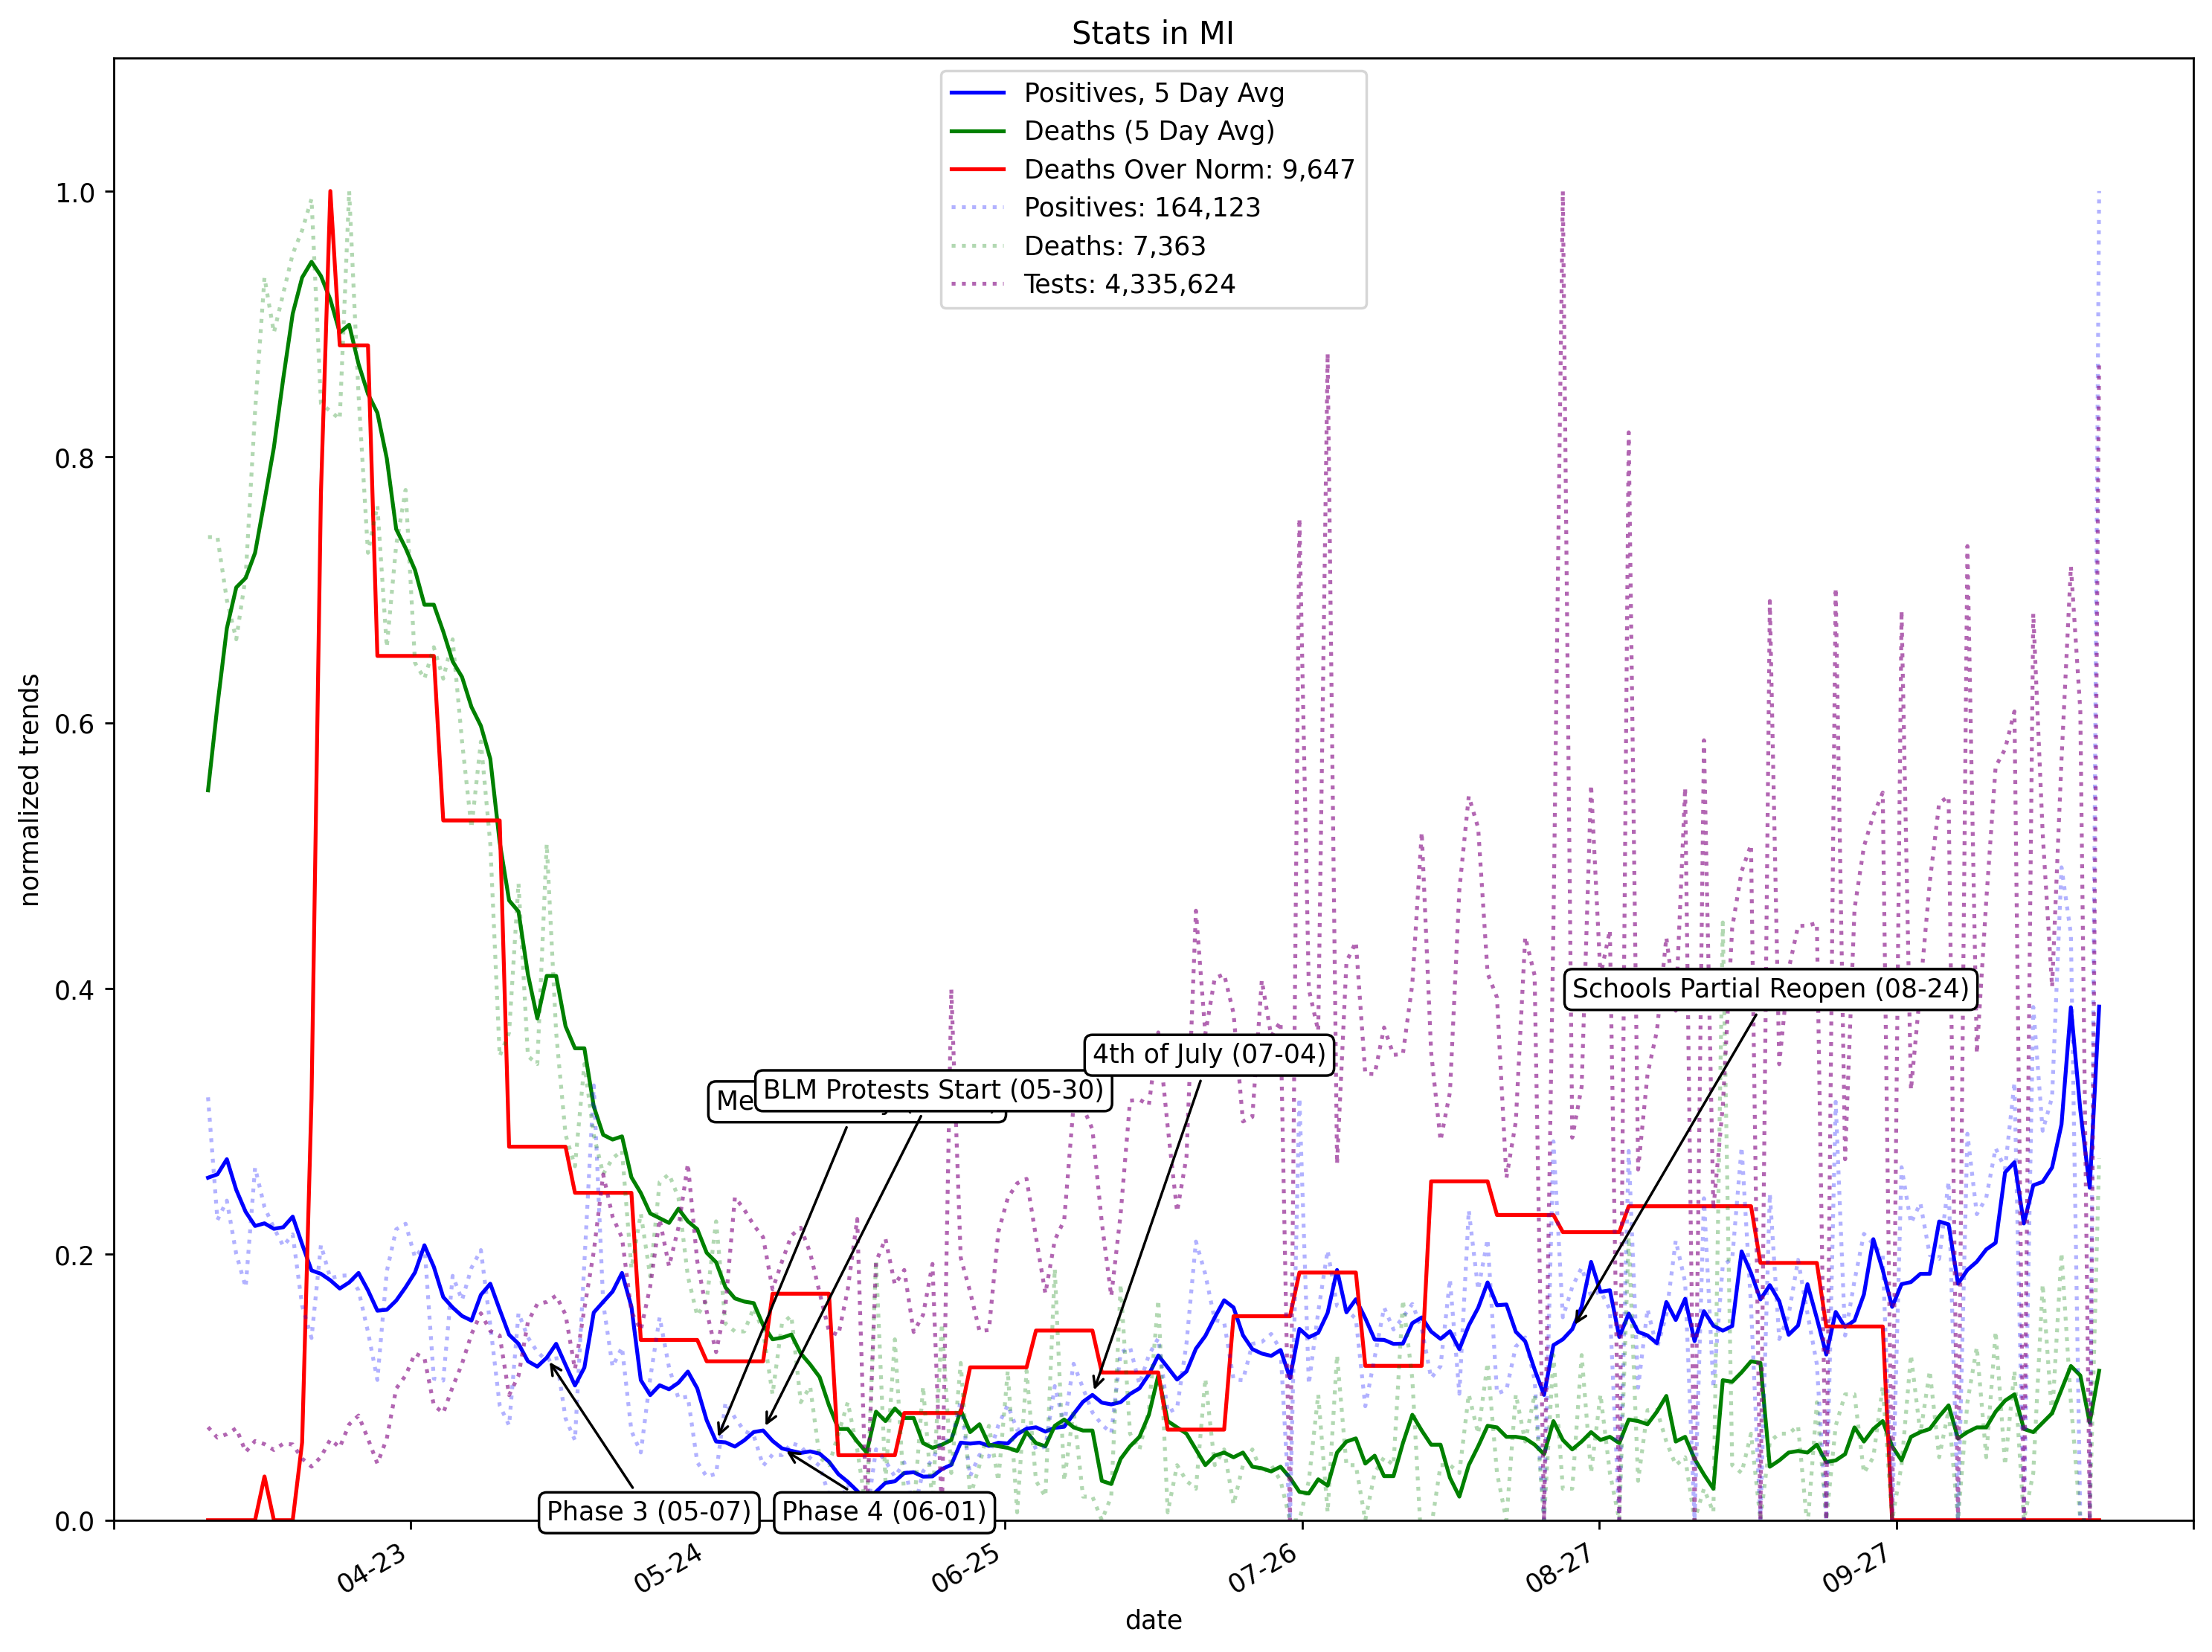 Stats in MI
Positives, 5 Day Avg
Deaths (5 Day Avg)
Deaths Over Norm: 9,647
Positives: 164,123
Deaths: 7,363
Tests: 4,335,624
normalized trends
1.0
0.8
0.6
0.4
0.2
0.0
Schools Partial Reopen (08-24)
4th of July (07-04)
BLM Protests Start (05-30)
Phase 3 (05-07)
Phase 4 (06-01)
04-23
05-24
06-25
07-26
08-27
09-27
date